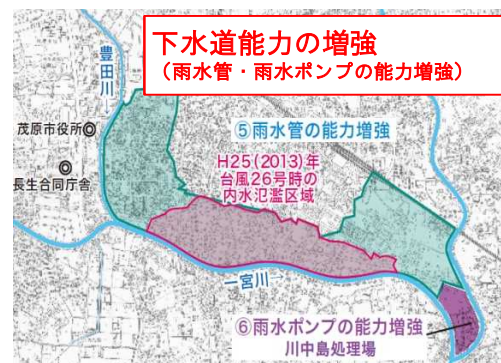 下水道能力の増強
（雨水管・雨水ポンプの能力増強）
豊田川
茂原市役所◎
長生合同庁舎
⑤雨水管の能力増強
H25(2013)年
台風26号時の
内水氾濫区域
一宮川
⑥雨水ポンプの能力増強
川中島処理場